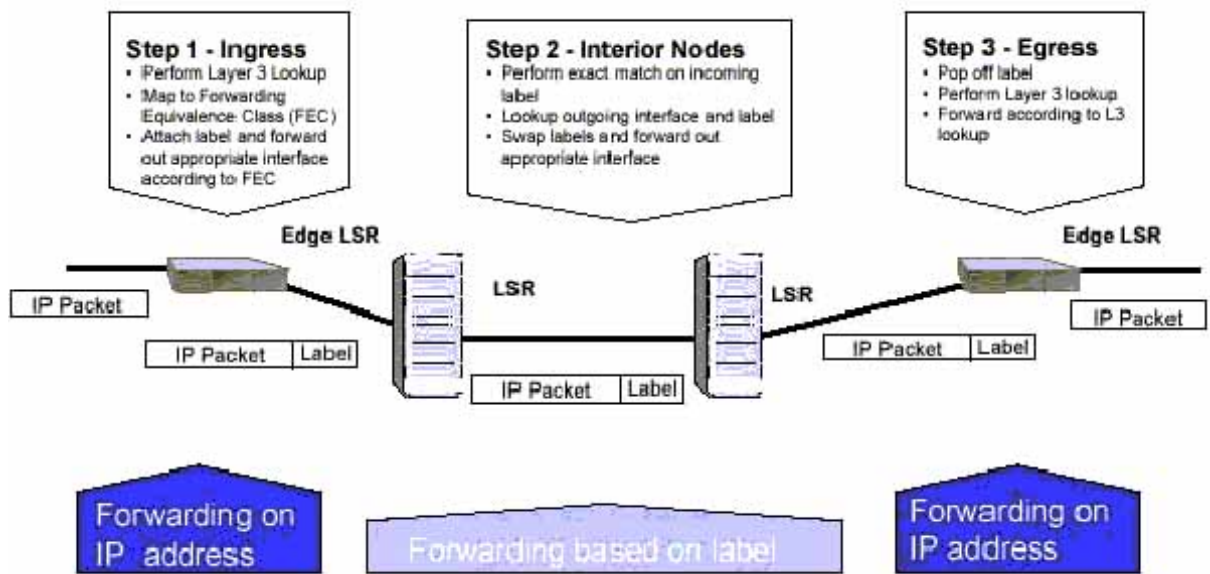 Step 1 - Ingress
• Perform Layer 3 Lookup
• Map to Forwarding
Equivalence Class (FEC)
• Attach label and forward
out appropriate interface
according to FEC
Step 2 - Interior Nodes
• Perform exact match on incoming
label
• Lookup outgoing interface and label
• Swap labels and forward out
appropriate interface
Step 3 - Egress
• Pop off label
• Perform Layer 3 lookup
• Forward according to L3
lookup
Edge LSR
LSR
LSR
Edge LSR
IP Packet
IP Packet Label
IP Packet Label
IP Packet Label
IP Packet
Forwarding on
IP address
Forwarding based on label
Forwarding on
IP address